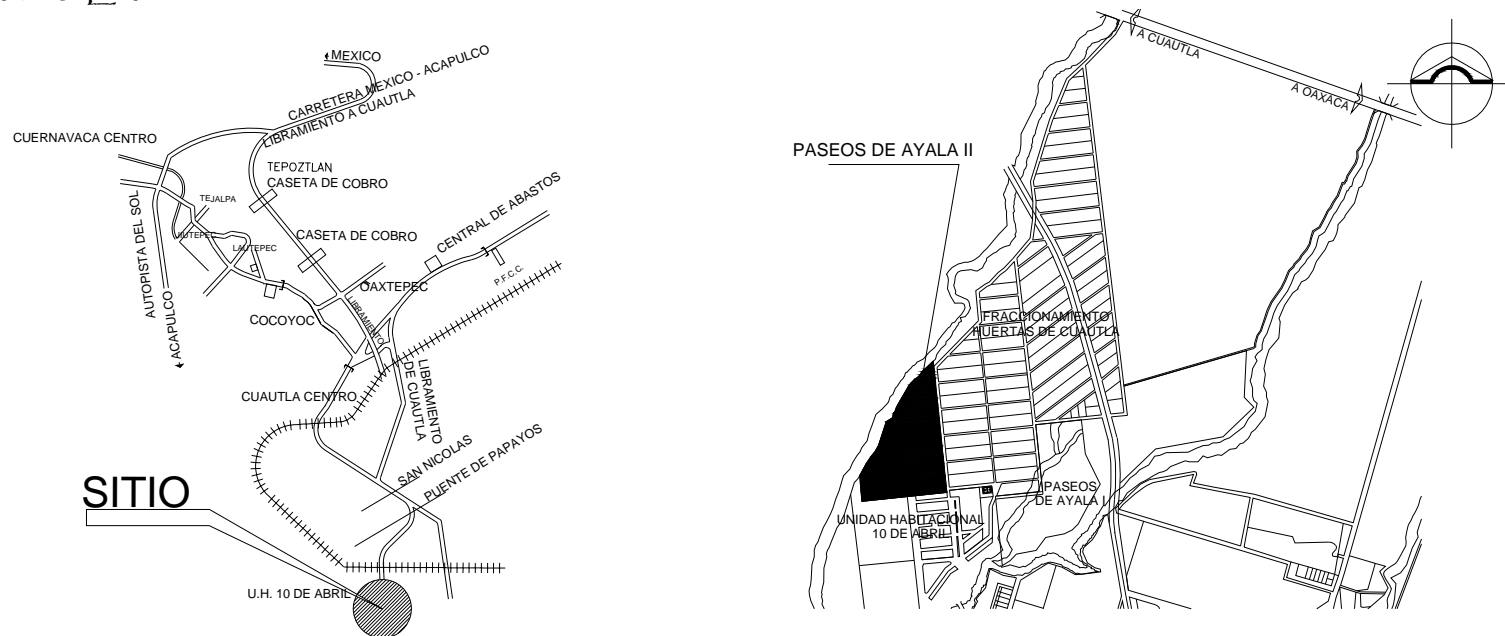 MEXICO
CARRETERA MEXICO - ACAPULCO
LIBRAMIENTO A CUAUTLA
CUERNAVACA CENTRO
TEPOZTLAN
CASETA DE COBRO
TEJALPA
AUTOPISTA DEL SOL
JIUTEPEC
LAUTEPEC
CASETA DE COBRO
CENTRAL DE ABASTOS
P.F.C.C.
OAXTEPEC
LIBRAMIENTO
COCOYOC
ACAPULCO
LIBRAMIENTO
DE CUAUTLA
CUAUTLA CENTRO
SAN NICOLAS
PUENTE DE PAPAYOS
SITIO
U.H. 10 DE ABRIL
A CUAUTLA
A OAXACA
PASEOS DE AYALA II
FRACCIONAMIENTO
HUERTAS DE CUAUTLA
PASEOS
DE AYALA I
UNIDAD HABITACIONAL
10 DE ABRIL